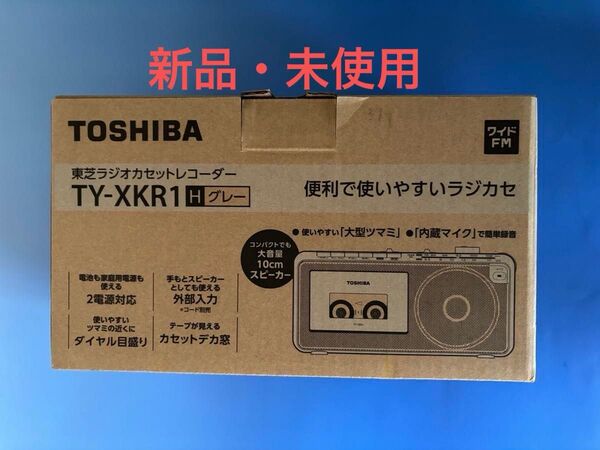 新品・未使用
TOSHIBA
ワイド
FM
東芝ラジオカセットレコーダー
TY-XKR1 H グレー
便利で使いやすいラジカセ
●使いやすい「大型ツマミ」 ●「内蔵マイク」で簡単録音
コンパクトでも
大音量
10cm
スピーカー
電池も家庭用電源も
使える
2電源対応
手もとスピーカー
としても使える
外部入力
※コード別売
使いやすい
ツマミの近くに
ダイヤル目盛り
テープが見える
カセットデカ窓
TOSHIBA